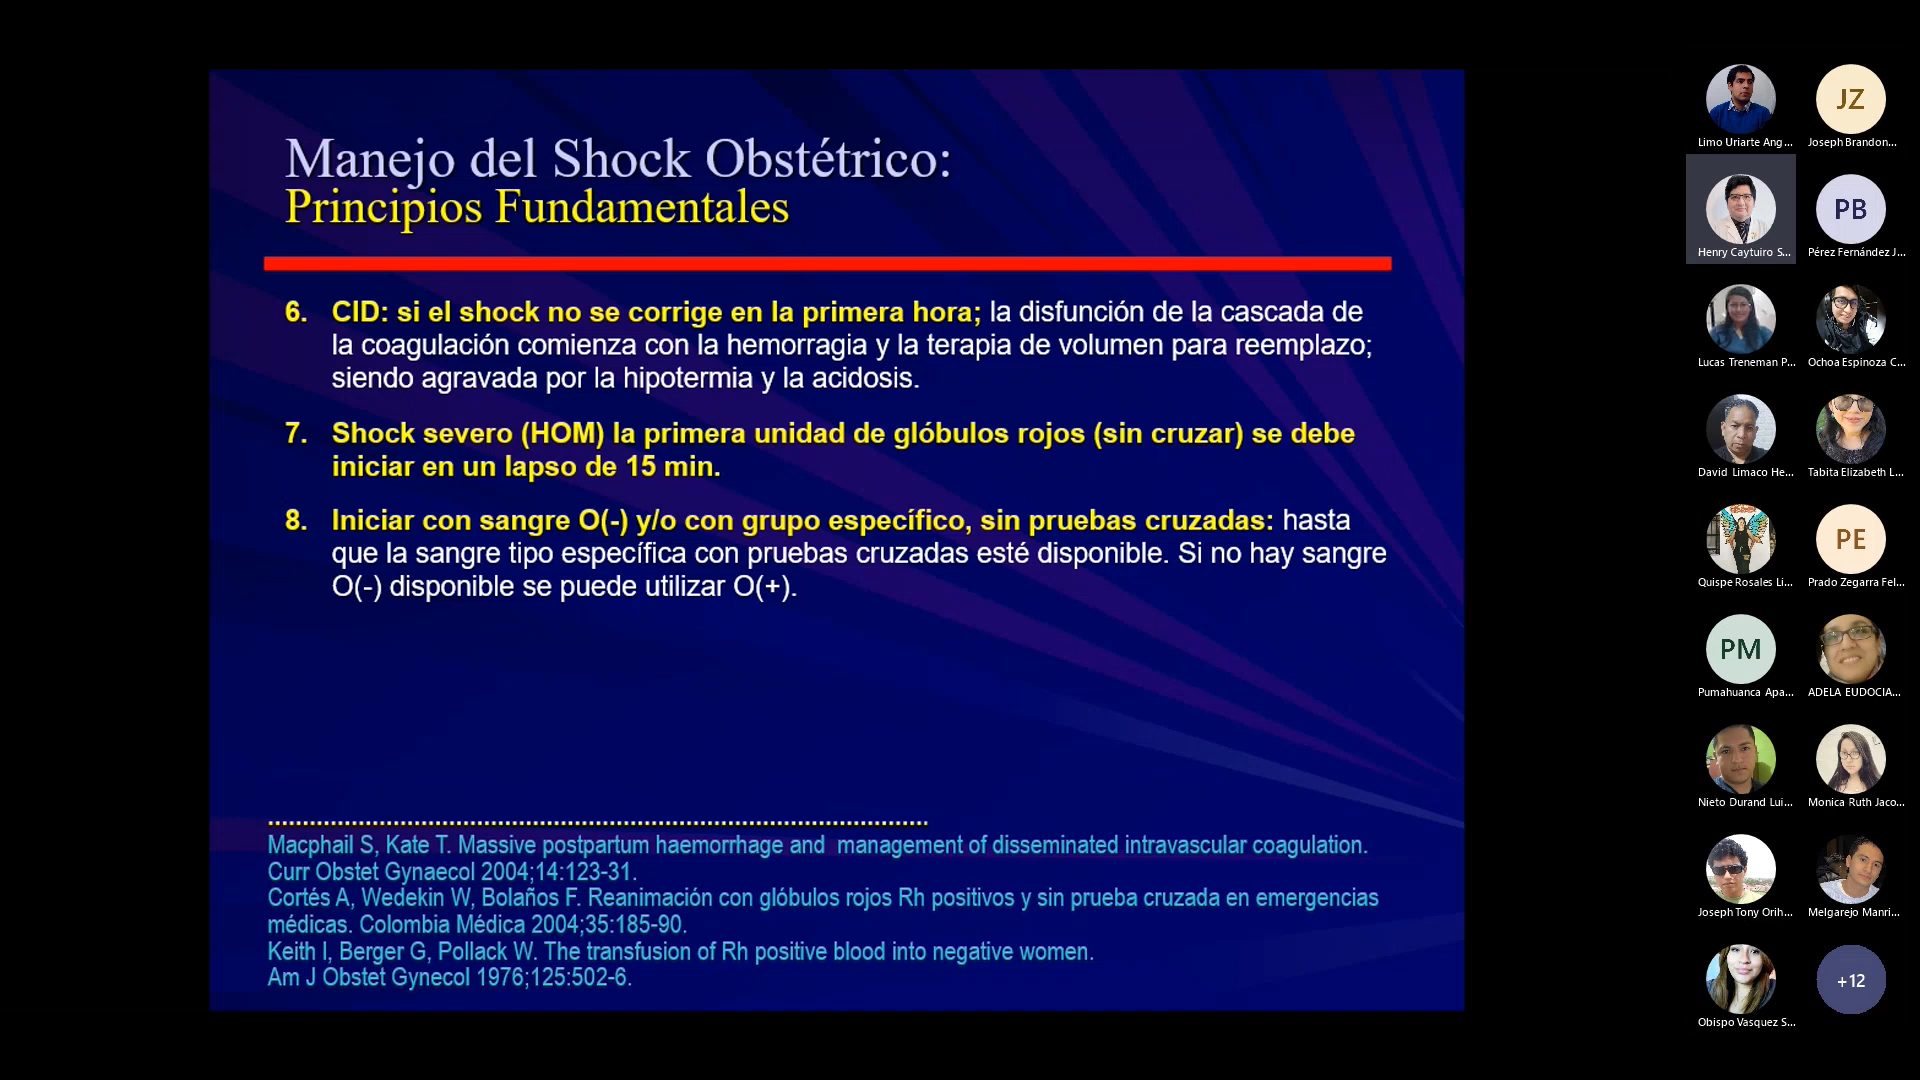 Manejo del Shock Obstétrico:
Principios Fundamentales
6. CID: si el shock no se corrige en la primera hora; la disfunción de la cascada de
la coagulación comienza con la hemorragia y la terapia de volumen para reemplazo;
siendo agravada por la hipotermia y la acidosis.
7. Shock severo (HOM) la primera unidad de glóbulos rojos (sin cruzar) se debe
iniciar en un lapso de 15 min.
8. Iniciar con sangre O(-) y/o con grupo específico, sin pruebas cruzadas: hasta
que la sangre tipo específica con pruebas cruzadas esté disponible. Si no hay sangre
O(-) disponible se puede utilizar O(+).
Macphail S, Kate T. Massive postpartum haemorrhage and management of disseminated intravascular coagulation.
Curr Obstet Gynaecol 2004;14:123-31.
Cortés A, Wedekin W, Bolaños F. Reanimación con glóbulos rojos Rh positivos y sin prueba cruzada en emergencias
médicas. Colombia Médica 2004;35:185-90.
Keith I, Berger G, Pollack W. The transfusion of Rh positive blood into negative women.
Am J Obstet Gynecol 1976;125:502-6.
JZ
Limo Uriarte Ang... Joseph Brandon...
PB
Henry Caytuiro S... Pérez Fernández J...
Lucas Treneman P... Ochoa Espinoza C...
David Limaco He... Tabita Elizabeth L...
PE
Quispe Rosales Li... Prado Zegarra Fel...
PM
Pumahuanca Apa... ADELA EUDOCIA...
Nieto Durand Lui... Monica Ruth Jaco...
Joseph Tony Orih... Melgarejo Manri...
+12
Obispo Vasquez S...